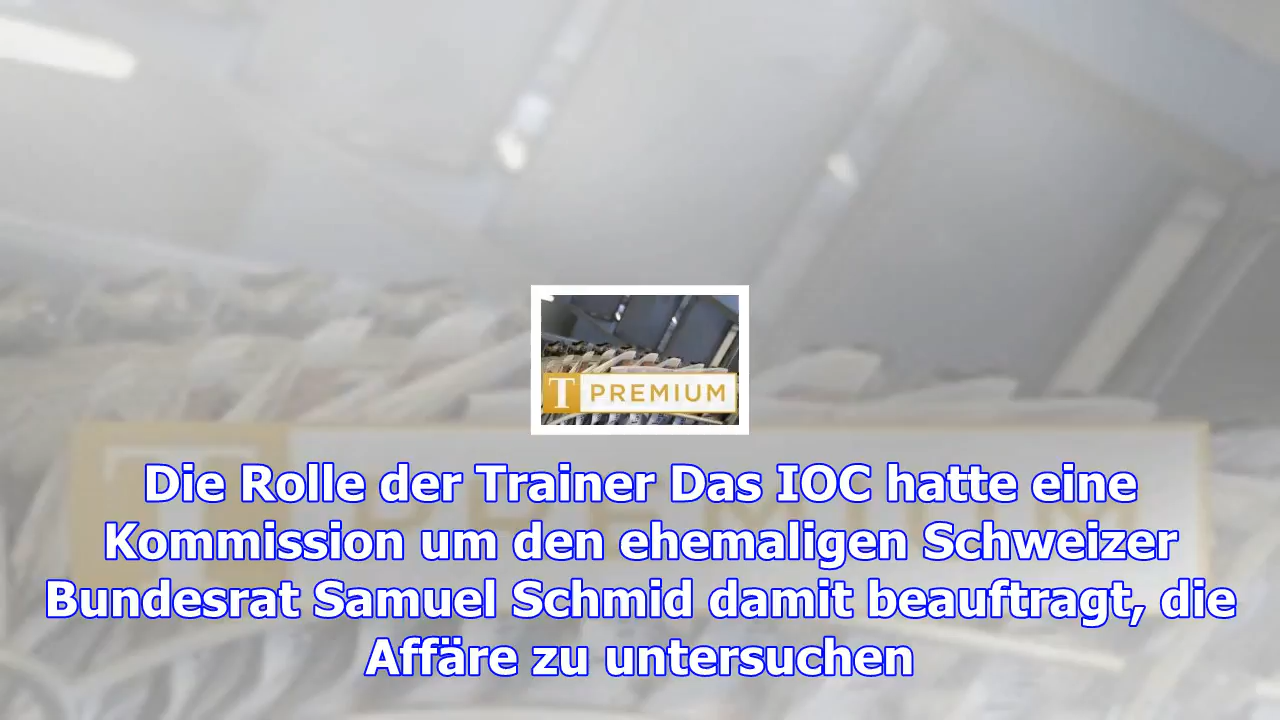 T PREMIUM
Die Rolle der Trainer Das IOC hatte eine
Kommission um den ehemaligen Schweizer
Bundesrat Samuel Schmid damit beauftragt, die
Affäre zu untersuchen